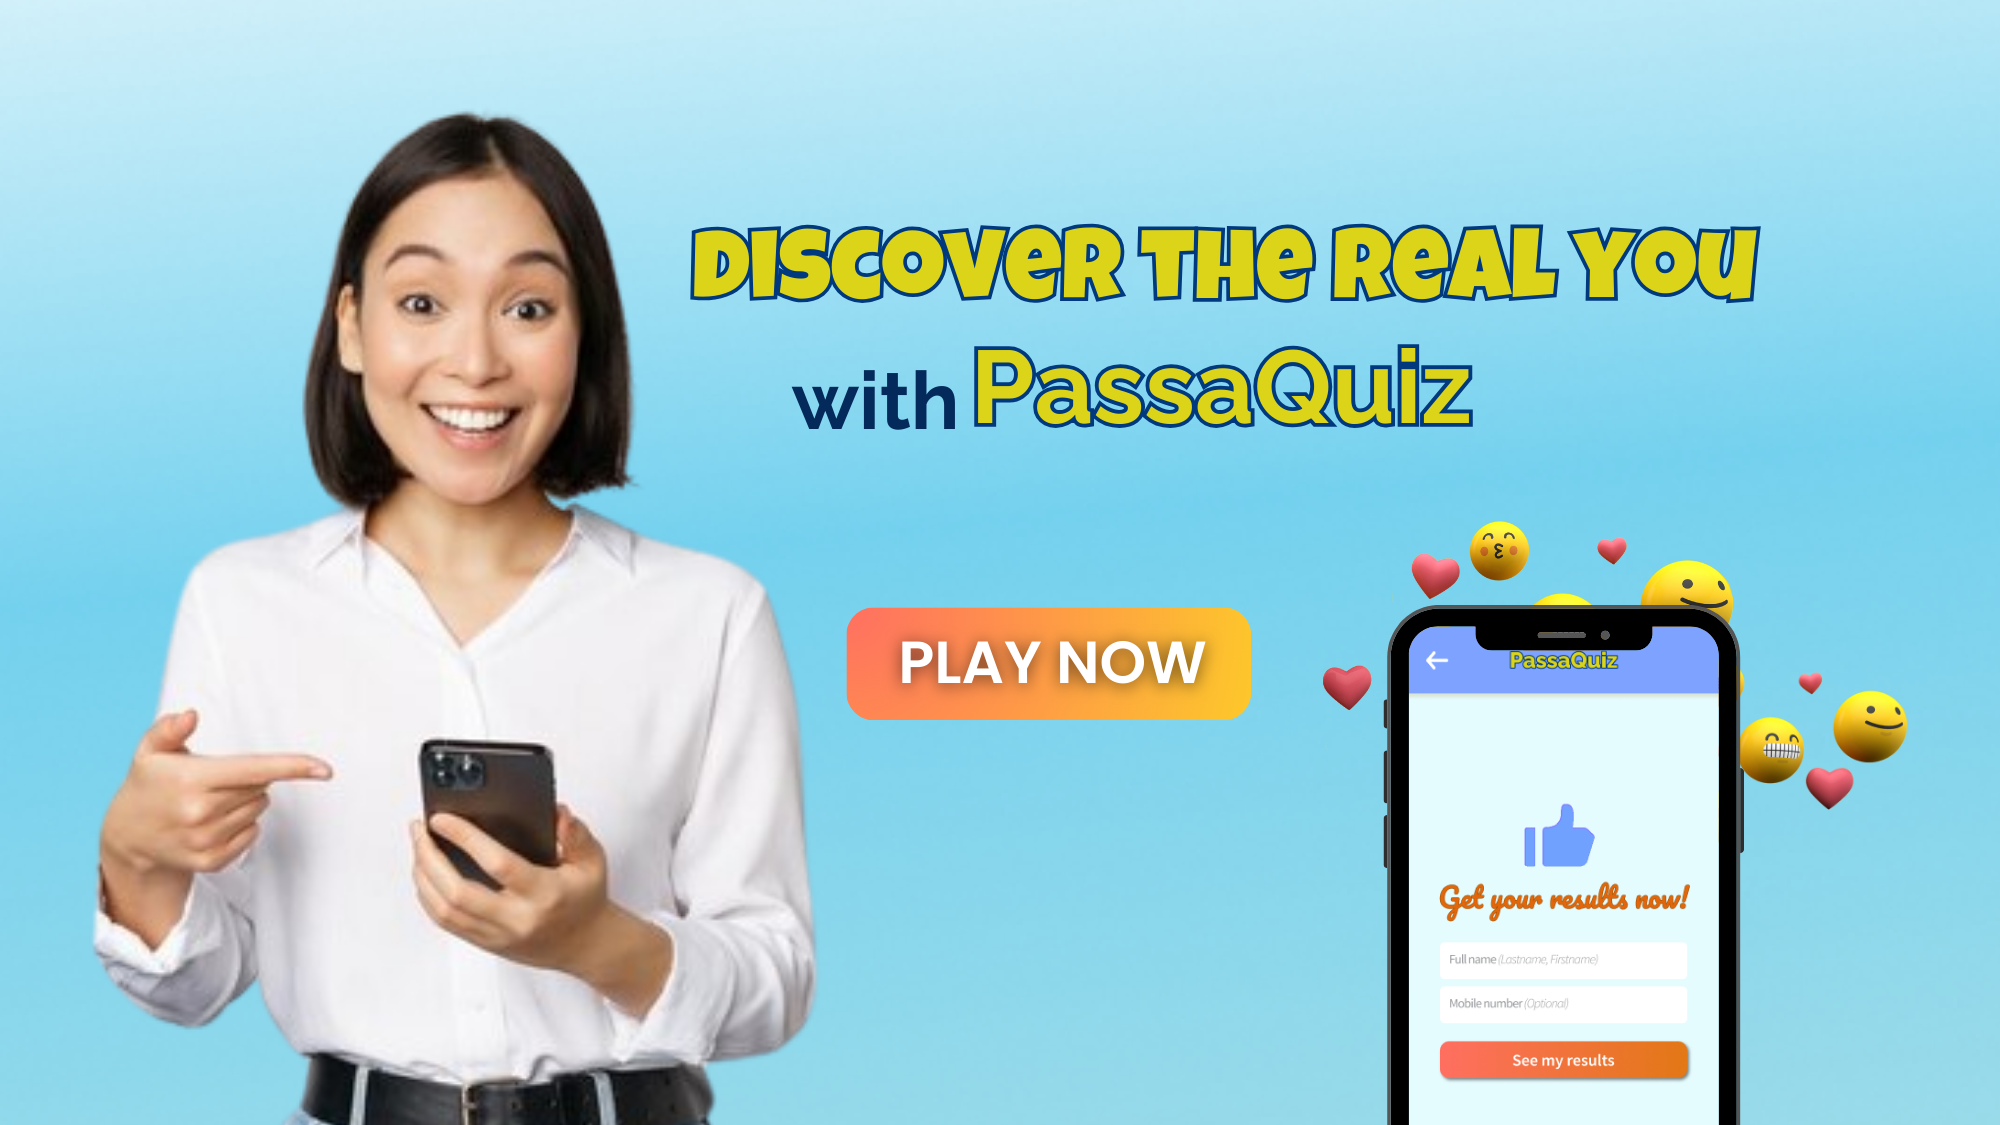 DISCOVER THE REAL YOU
with PassaQuiz
PLAY NOW
PassaQuiz
Get your results now!
Full name (Lastname, Firstname)
Mobile number (Optional)
See my results